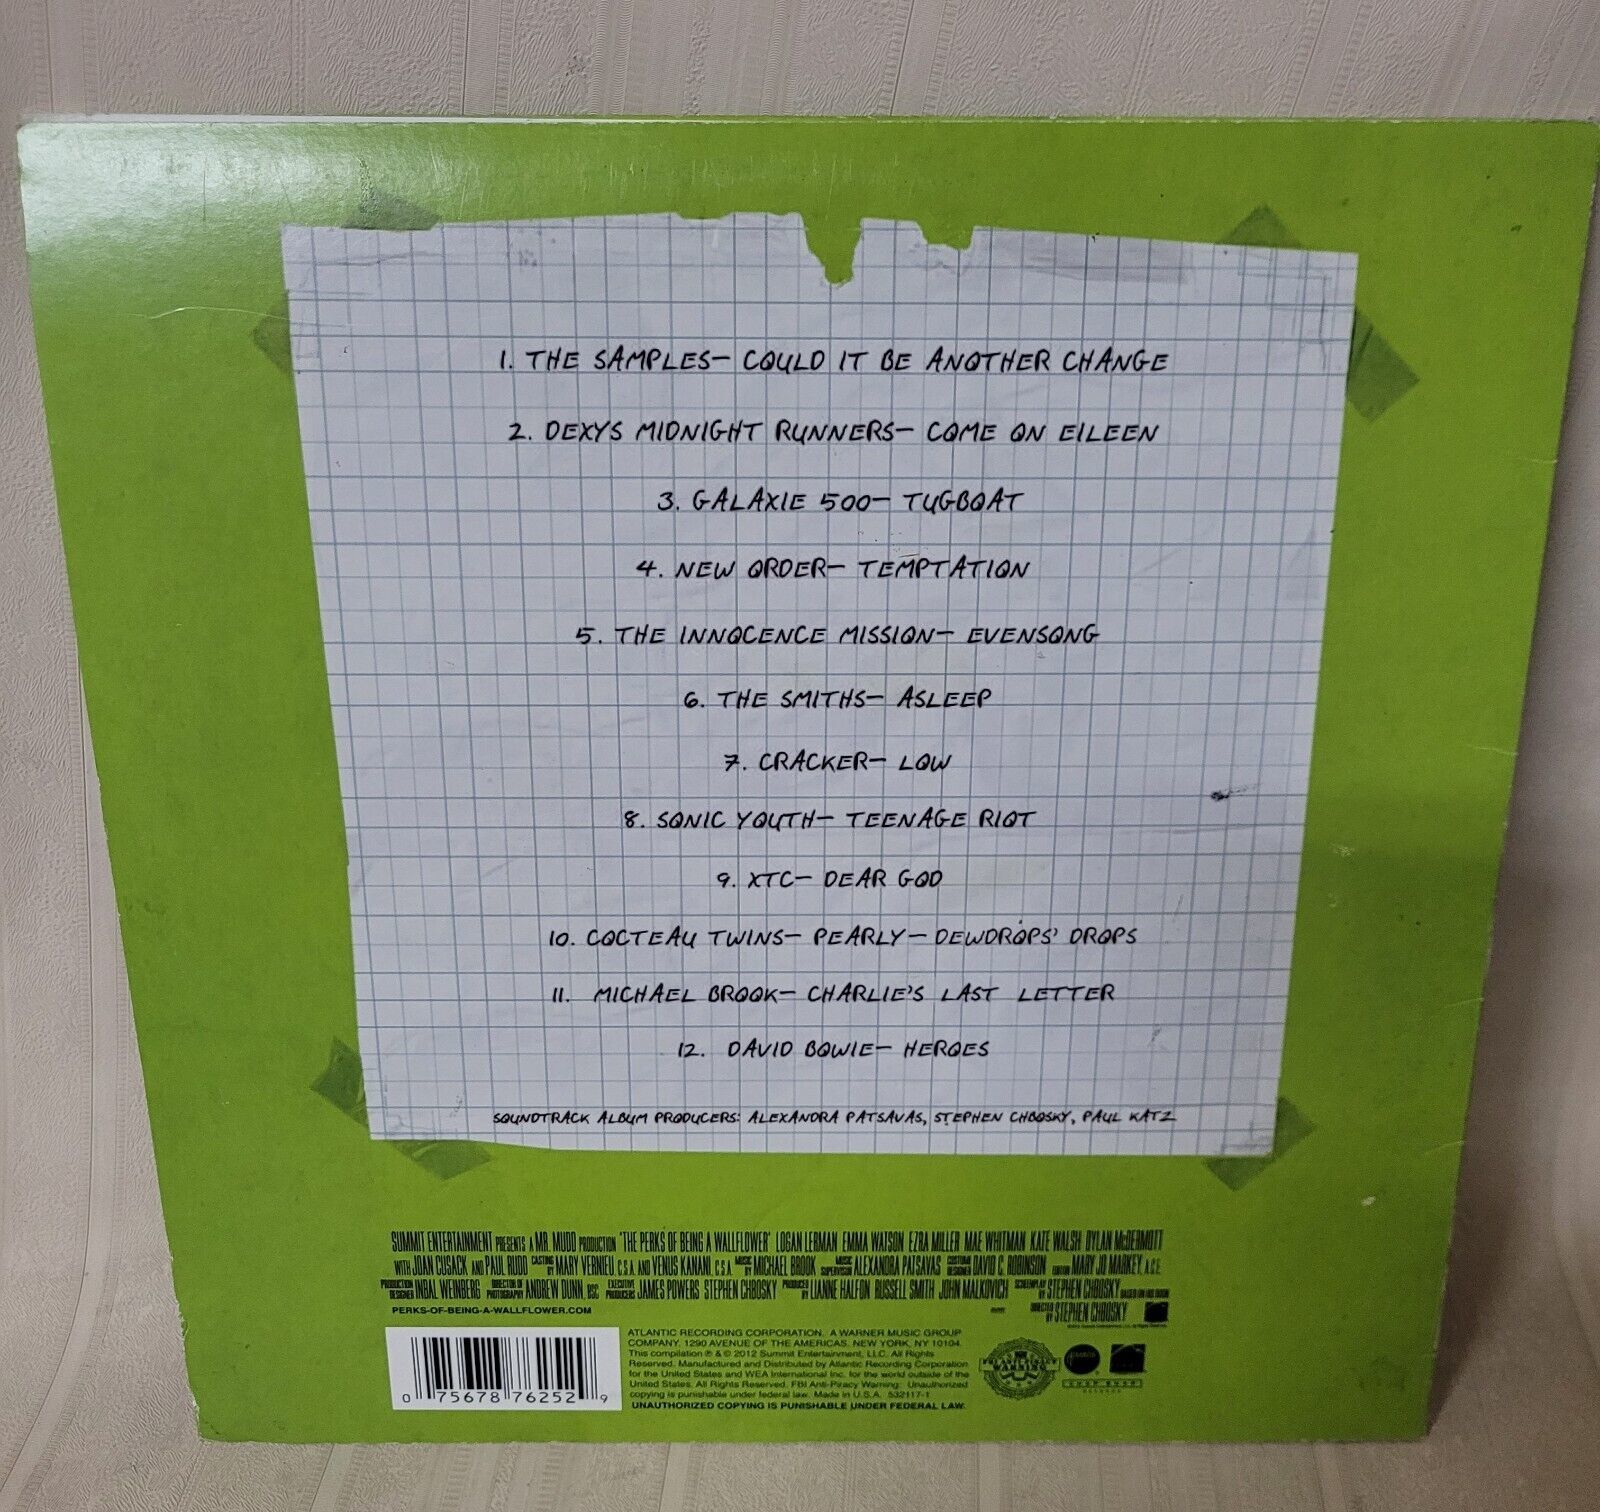 1. THE SAMPLES— COULD IT BE ANOTHER CHANGE
2. DEXYS MIDNIGHT RUNNERS— COME ON EILEEN
3. GALAXIE 500— TUGBOAT
4. NEW ORDER— TEMPTATION
5. THE INNOCENCE MISSION— EVENSONG
6. THE SMITHS— ASLEEP
7. CRACKER— LOW
8. SONIC YOUTH— TEENAGE RIOT
9. XTC— DEAR GOD
10. COCTEAU TWINS— PEARLY— DEWDROPS' DROPS
11. MICHAEL BROOK— CHARLIE'S LAST LETTER
12. DAVID BOWIE— HEROES
SOUNDTRACK ALBUM PRODUCERS: ALEXANDRA PATSAVAS, STEPHEN CHBOSKY, PAUL KATZ
SUMMIT ENTERTAINMENT PRESENTS A MR. MUDD PRODUCTION "THE PERKS OF BEING A WALLFLOWER" LOGAN LERMAN EMMA WATSON EZRA MILLER MAE WHITMAN KATE WALSH DYLAN McDERMOTT
WITH JOAN CUSACK AND PAUL RUDD CASTING BY MARY VERNIEU C.S.A. AND VENUS KANANI, C.S.A. MUSIC BY MICHAEL BROOK MUSIC SUPERVISOR ALEXANDRA PATSAVAS COSTUME DESIGNER DAVID C. ROBINSON EDITOR MARY JO MARKEY, A.C.E.
PRODUCTION DESIGNER INBAL WEINBERG DIRECTOR OF PHOTOGRAPHY ANDREW DUNN, BSC EXECUTIVE PRODUCERS JAMES POWERS STEPHEN CHBOSKY PRODUCED BY LIANNE HALFON RUSSELL SMITH JOHN MALKOVICH SCREENPLAY BY STEPHEN CHBOSKY BASED ON HIS BOOK
PERKS-OF-BEING-A-WALLFLOWER.COM
DIRECTED BY STEPHEN CHBOSKY
0 75678 76252 9
ATLANTIC RECORDING CORPORATION. A WARNER MUSIC GROUP
COMPANY. 1290 AVENUE OF THE AMERICAS, NEW YORK, NY 10104.
This compilation ℗ & © 2012 Summit Entertainment, LLC. All Rights
Reserved. Manufactured and Distributed by Atlantic Recording Corporation
for the United States and WEA International Inc. for the world outside of the
United States. All Rights Reserved. FBI Anti-Piracy Warning: Unauthorized
copying is punishable under federal law. Made in U.S.A. 532117-1
UNAUTHORIZED COPYING IS PUNISHABLE UNDER FEDERAL LAW.
FBI ANTI-PIRACY
WARNING